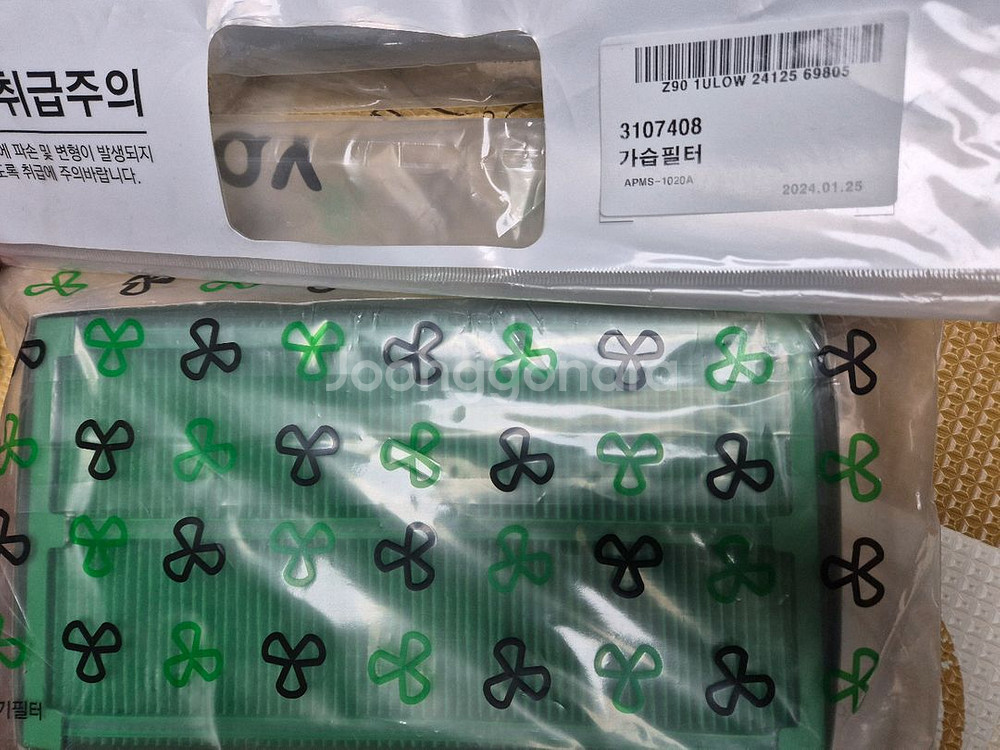 취급주의
에 파손 및 변형이 발생되지
도록 취급에 주의바랍니다.
Z90 1ULOW 24125 69805
3107408
가습필터
APMS-1020A
2024.01.25
Joonggonara
기필터